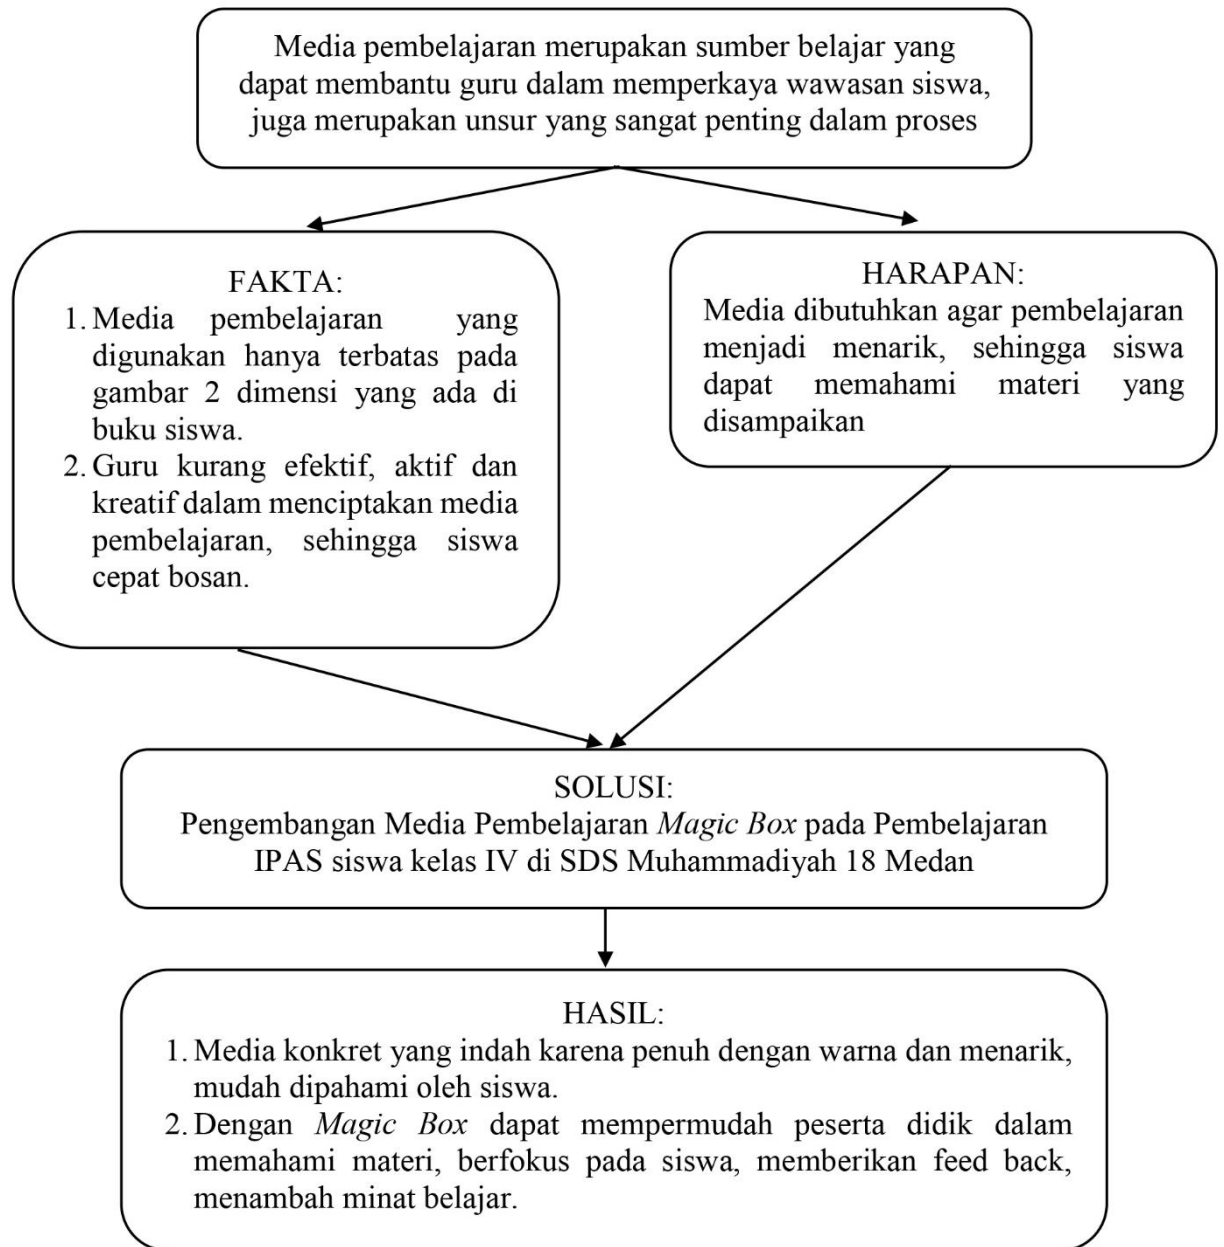 Media pembelajaran merupakan sumber belajar yang
dapat membantu guru dalam memperkaya wawasan siswa,
juga merupakan unsur yang sangat penting dalam proses
FAKTA:
1. Media pembelajaran yang
digunakan hanya terbatas pada
gambar 2 dimensi yang ada di
buku siswa.
2. Guru kurang efektif, aktif dan
kreatif dalam menciptakan media
pembelajaran, sehingga siswa
cepat bosan.
HARAPAN:
Media dibutuhkan agar pembelajaran
menjadi menarik, sehingga siswa
dapat memahami materi yang
disampaikan
SOLUSI:
Pengembangan Media Pembelajaran Magic Box pada Pembelajaran
IPAS siswa kelas IV di SDS Muhammadiyah 18 Medan
HASIL:
1. Media konkret yang indah karena penuh dengan warna dan menarik,
mudah dipahami oleh siswa.
2. Dengan Magic Box dapat mempermudah peserta didik dalam
memahami materi, berfokus pada siswa, memberikan feed back,
menambah minat belajar.